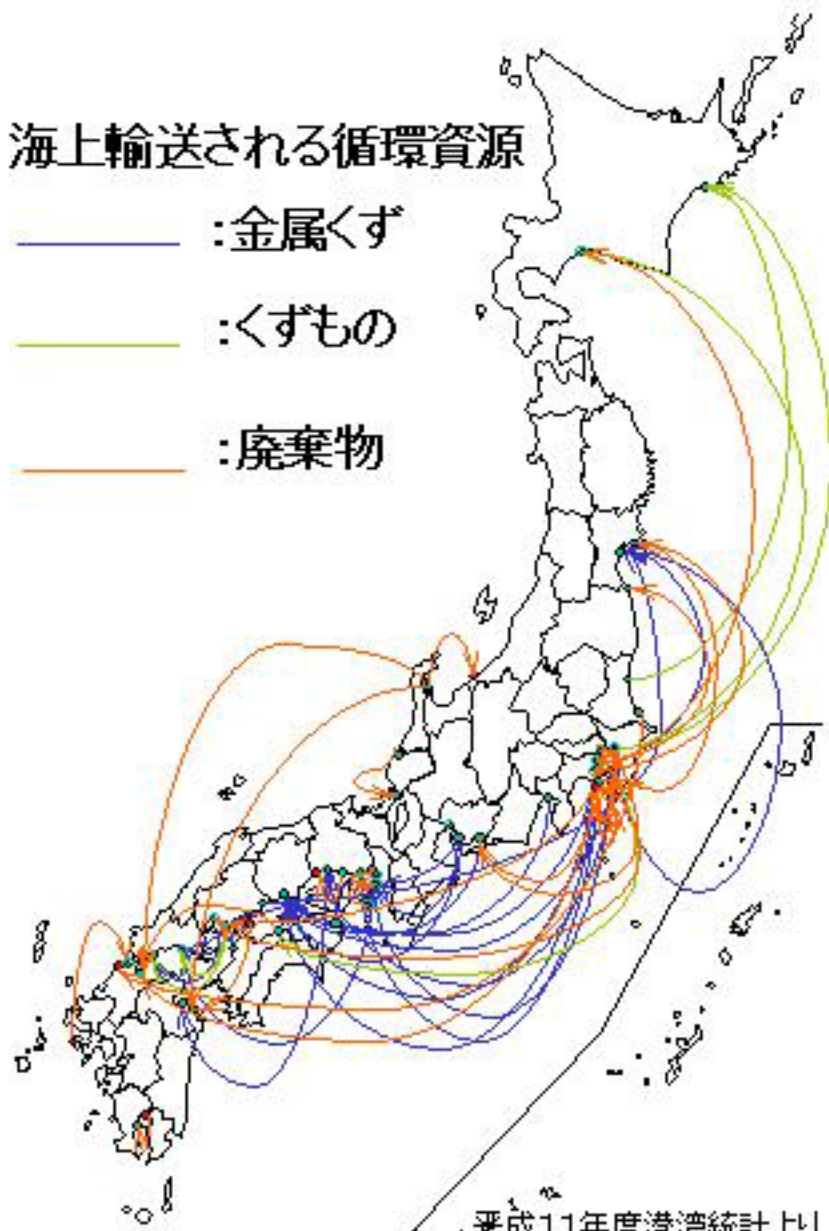 海上輸送される循環資源
:金属くず
:くずもの
:廃棄物
平成11年度港湾統計より